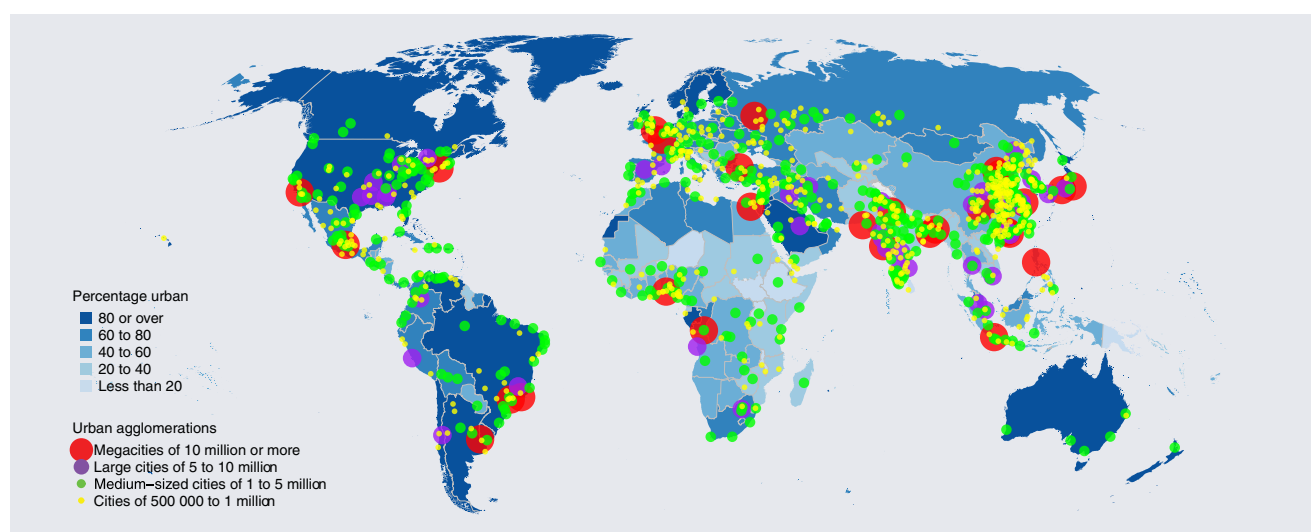 Percentage urban
80 or over
60 to 80
40 to 60
20 to 40
Less than 20
Urban agglomerations
Megacities of 10 million or more
Large cities of 5 to 10 million
Medium−sized cities of 1 to 5 million
Cities of 500 000 to 1 million